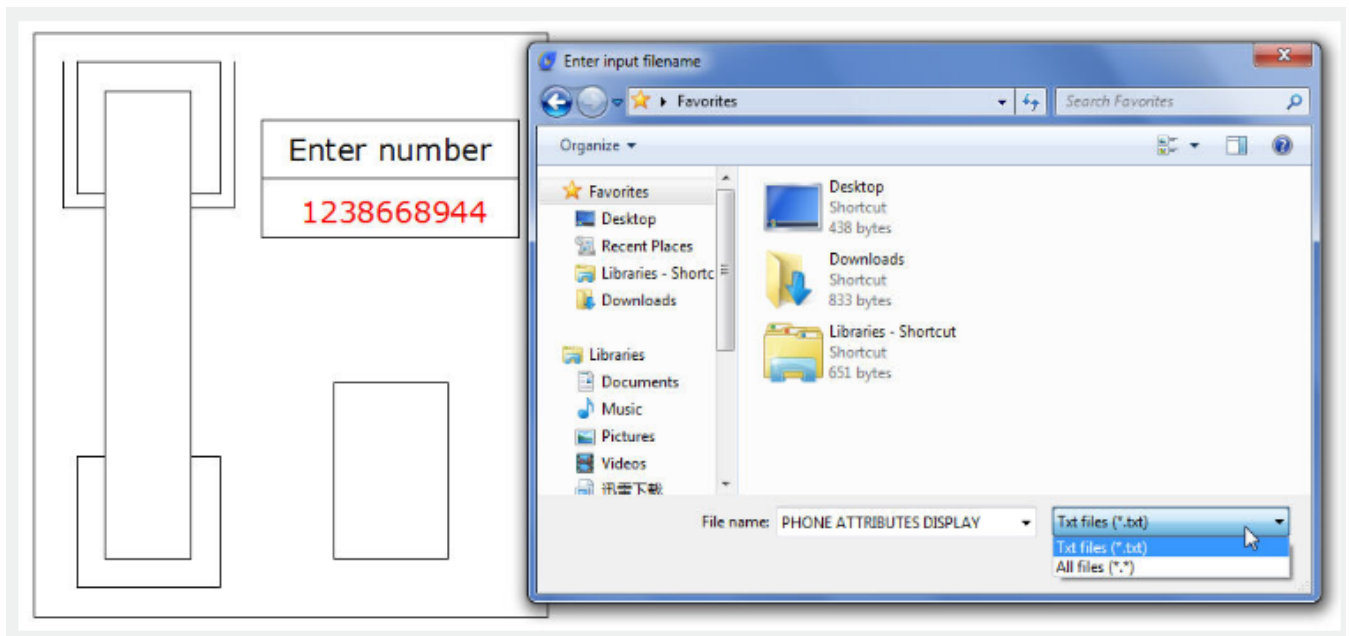 Enter number
1238668944
Enter input filename
Favorites
Search Favorites
Organize
Favorites
Desktop
Recent Places
Libraries - Shortc
Downloads
Libraries
Documents
Music
Pictures
Videos
迅雷下载
Desktop
Shortcut
438 bytes
Downloads
Shortcut
833 bytes
Libraries - Shortcut
Shortcut
651 bytes
File name: PHONE ATTRIBUTES DISPLAY
Txt files (*.txt)
Txt files (*.txt)
All files (*.*)